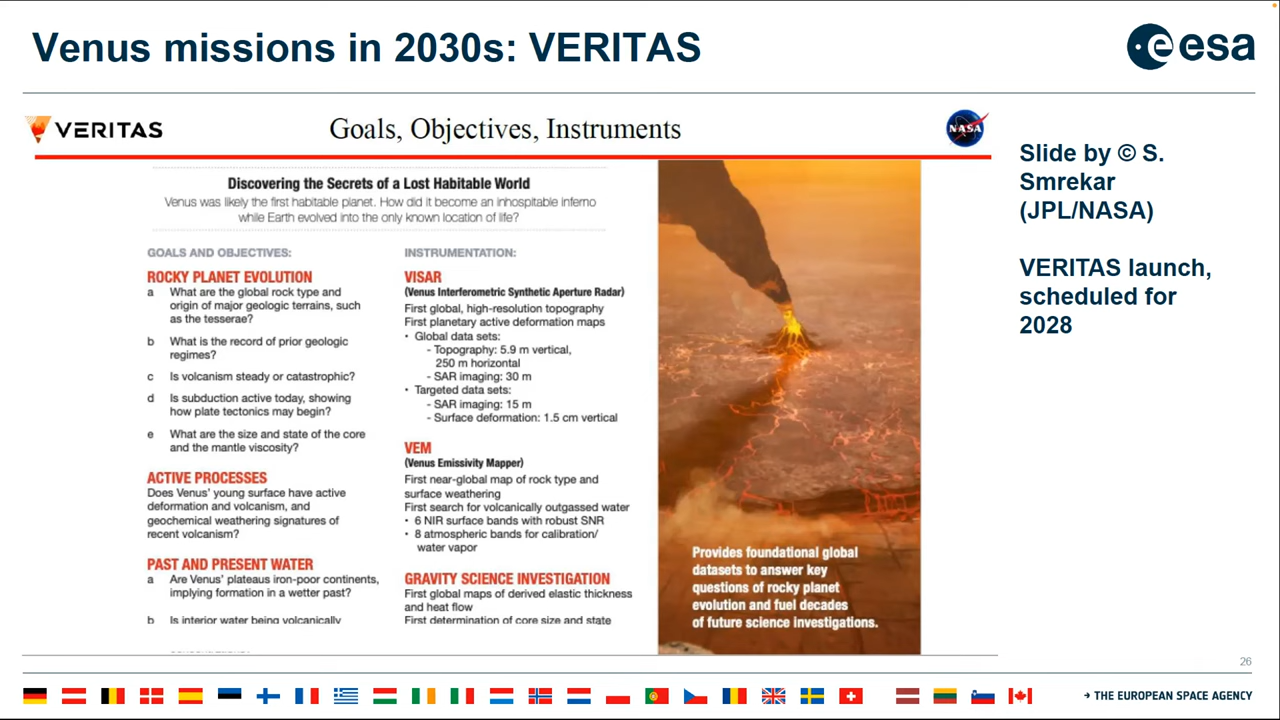 Venus missions in 2030s: VERITAS
esa
VERITAS
Goals, Objectives, Instruments
NASA
Discovering the Secrets of a Lost Habitable World
Venus was likely the first habitable planet. How did it become an inhospitable inferno
while Earth evolved into the only known location of life?
GOALS AND OBJECTIVES:
ROCKY PLANET EVOLUTION
a What are the global rock type and
origin of major geologic terrains, such
as the tesserae?
b What is the record of prior geologic
regimes?
c Is volcanism steady or catastrophic?
d Is subduction active today, showing
how plate tectonics may begin?
e What are the size and state of the core
and the mantle viscosity?
ACTIVE PROCESSES
Does Venus' young surface have active
deformation and volcanism, and
geochemical weathering signatures of
recent volcanism?
PAST AND PRESENT WATER
a Are Venus' plateaus iron-poor continents,
implying formation in a wetter past?
b Is interior water being volcanically
INSTRUMENTATION:
VISAR
(Venus Interferometric Synthetic Aperture Radar)
First global, high-resolution topography
First planetary active deformation maps
• Global data sets:
- Topography: 5.9 m vertical,
250 m horizontal
- SAR imaging: 30 m
• Targeted data sets:
- SAR imaging: 15 m
- Surface deformation: 1.5 cm vertical
VEM
(Venus Emissivity Mapper)
First near-global map of rock type and
surface weathering
First search for volcanically outgassed water
• 6 NIR surface bands with robust SNR
• 8 atmospheric bands for calibration/
water vapor
GRAVITY SCIENCE INVESTIGATION
First global maps of derived elastic thickness
and heat flow
First determination of core size and state
Provides foundational global
datasets to answer key
questions of rocky planet
evolution and fuel decades
of future science investigations.
Slide by © S.
Smrekar
(JPL/NASA)
VERITAS launch,
scheduled for
2028
26
→ THE EUROPEAN SPACE AGENCY